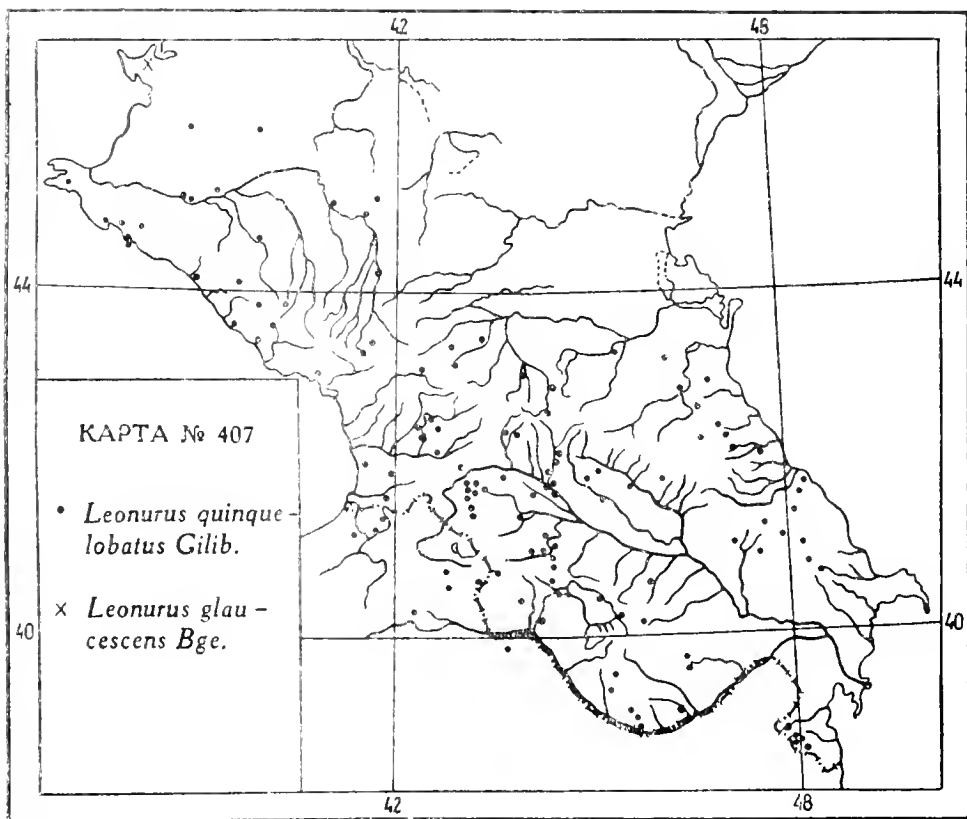 42
48
44
44
КАРТА № 407
• Leonurus quinque-
lobatus Gilib.
× Leonurus glau-
cescens Bge.
40
40
42
48